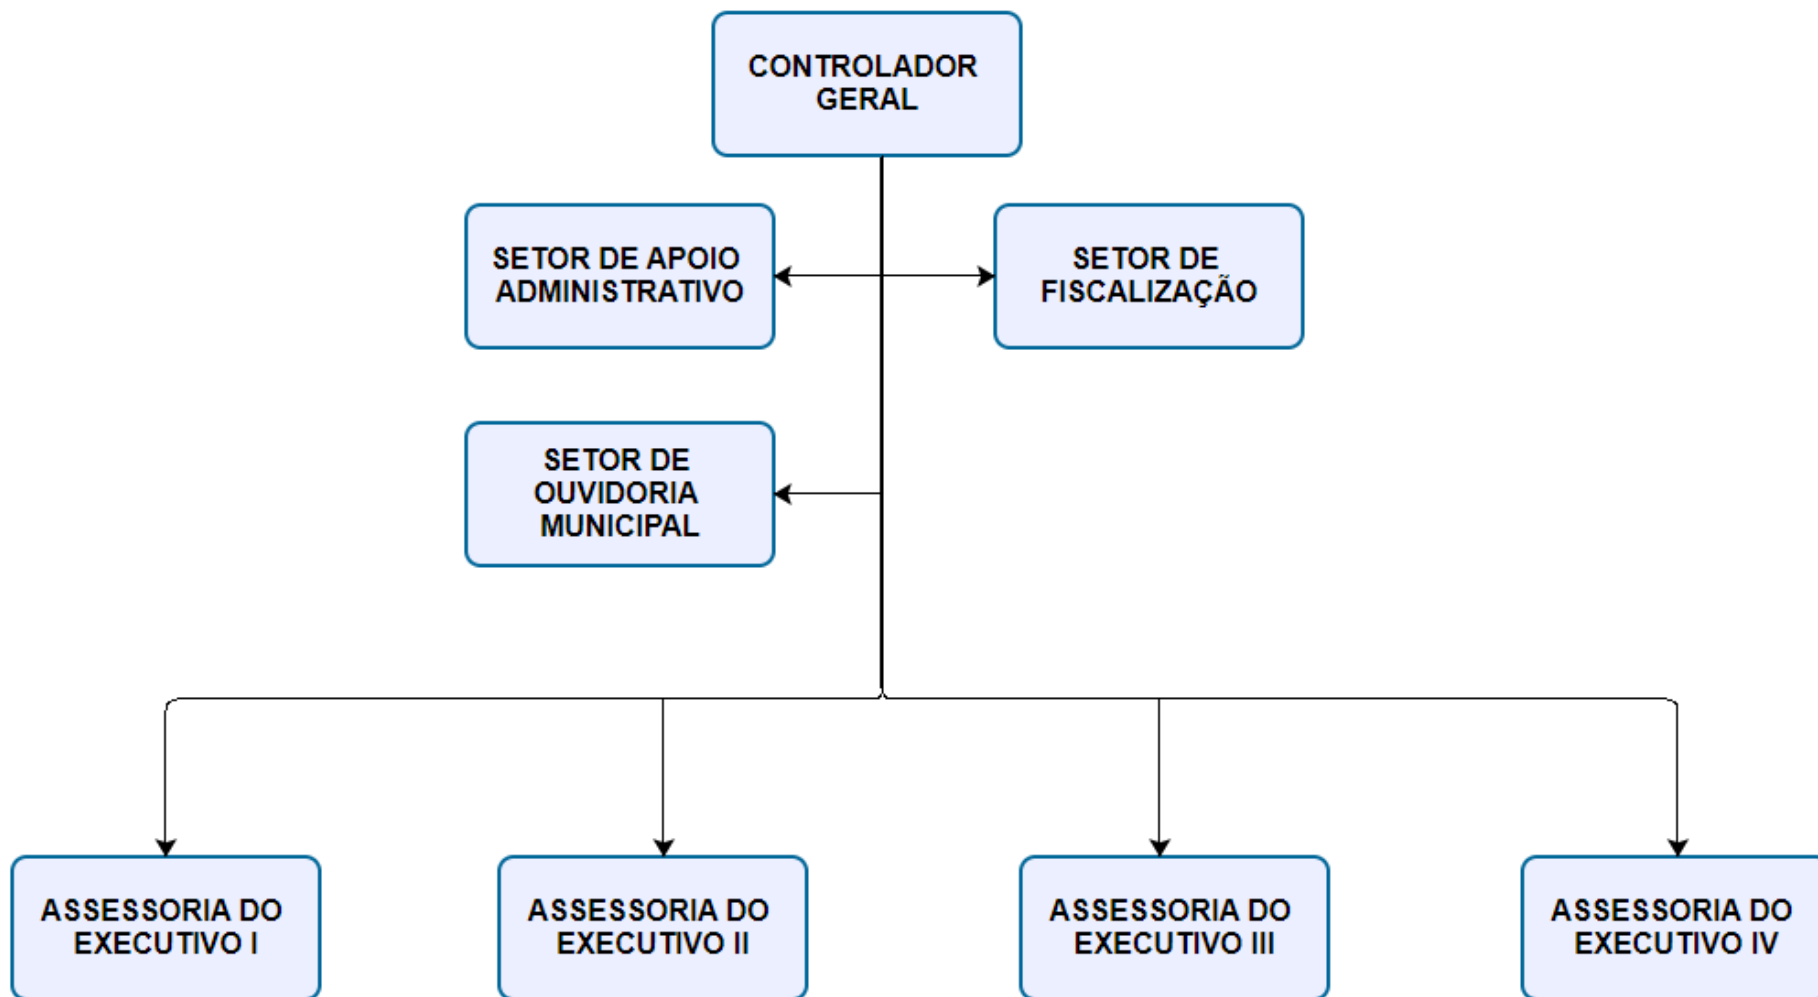 CONTROLADOR
GERAL
SETOR DE APOIO
ADMINISTRATIVO
SETOR DE
FISCALIZAÇÃO
SETOR DE
OUVIDORIA
MUNICIPAL
ASSESSORIA DO
EXECUTIVO I
ASSESSORIA DO
EXECUTIVO II
ASSESSORIA DO
EXECUTIVO III
ASSESSORIA DO
EXECUTIVO IV